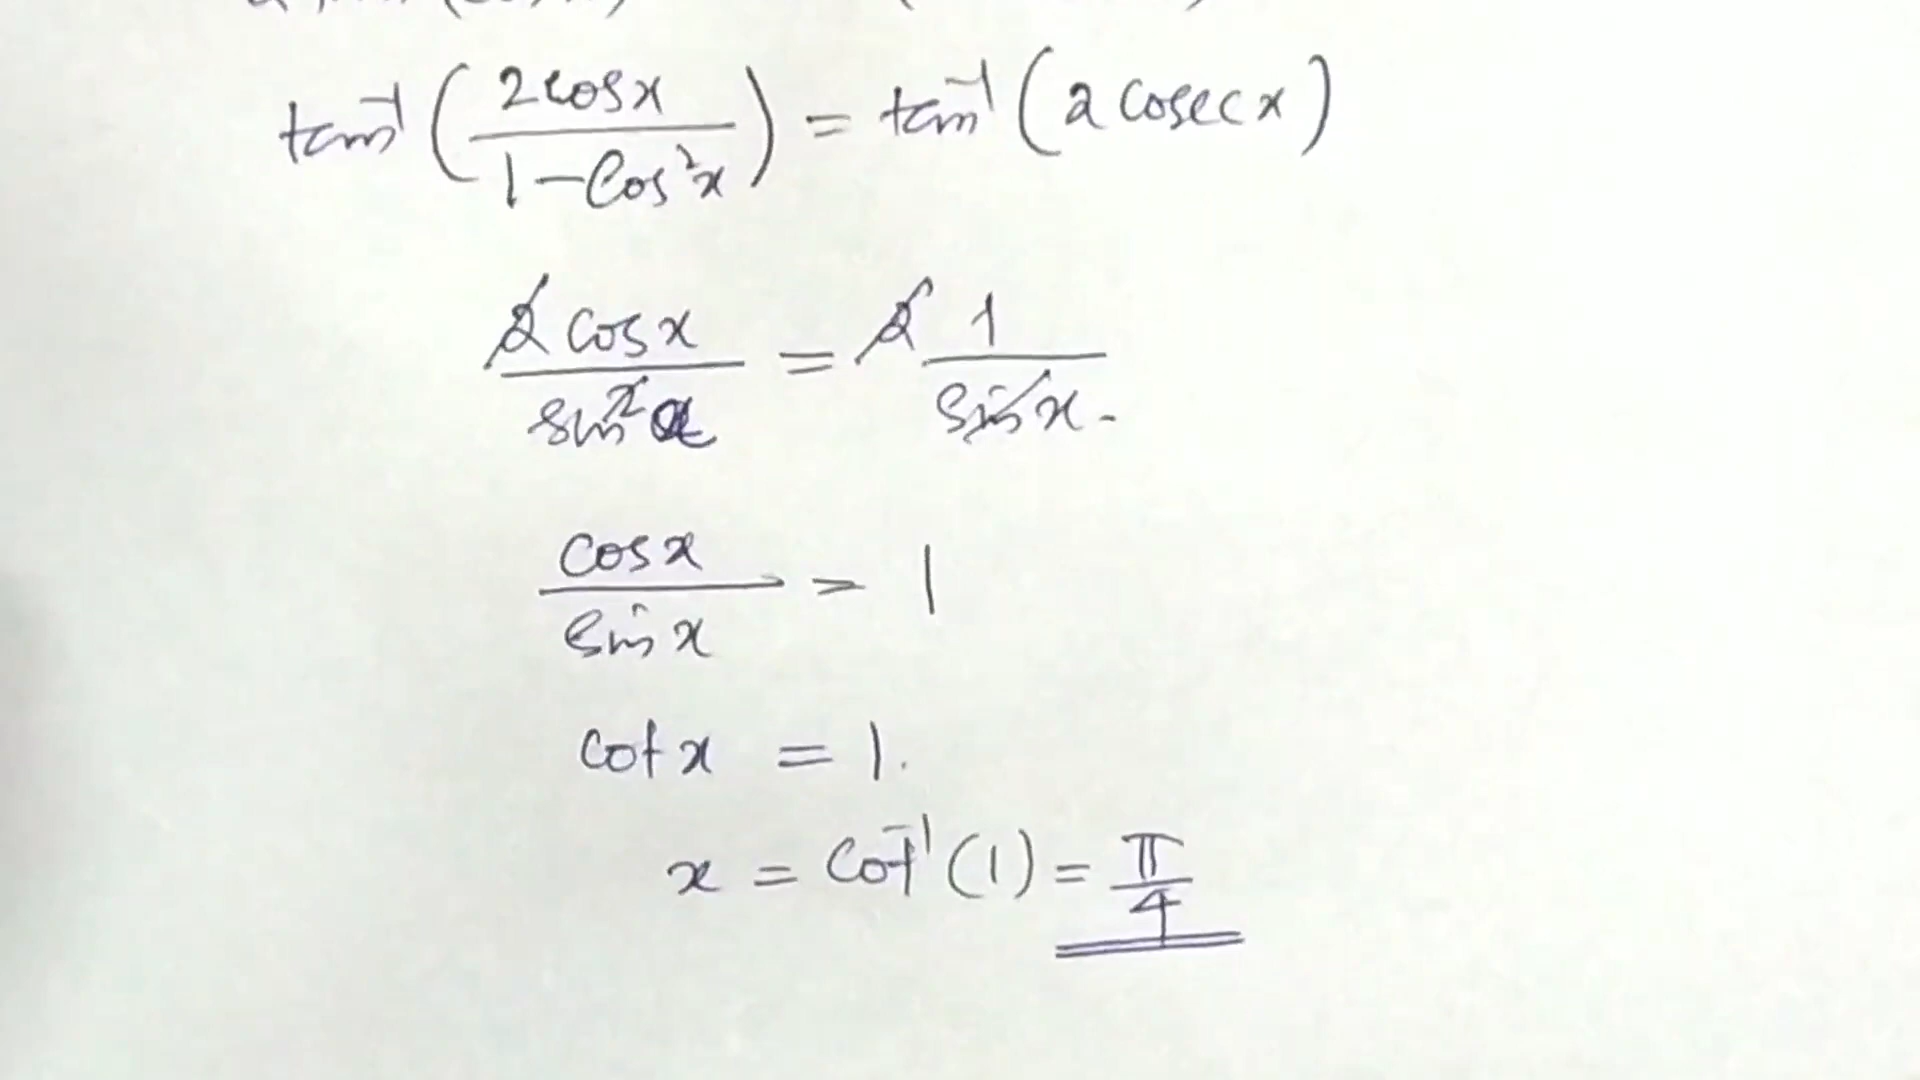 tan⁻¹(2cosx / 1-Cos²x) = tan⁻¹(2 cosec x)
2 cos x / sin²x = 2 1 / sin x.
cos x / sin x = 1
cot x = 1.
x = Cot⁻¹(1) = π/4